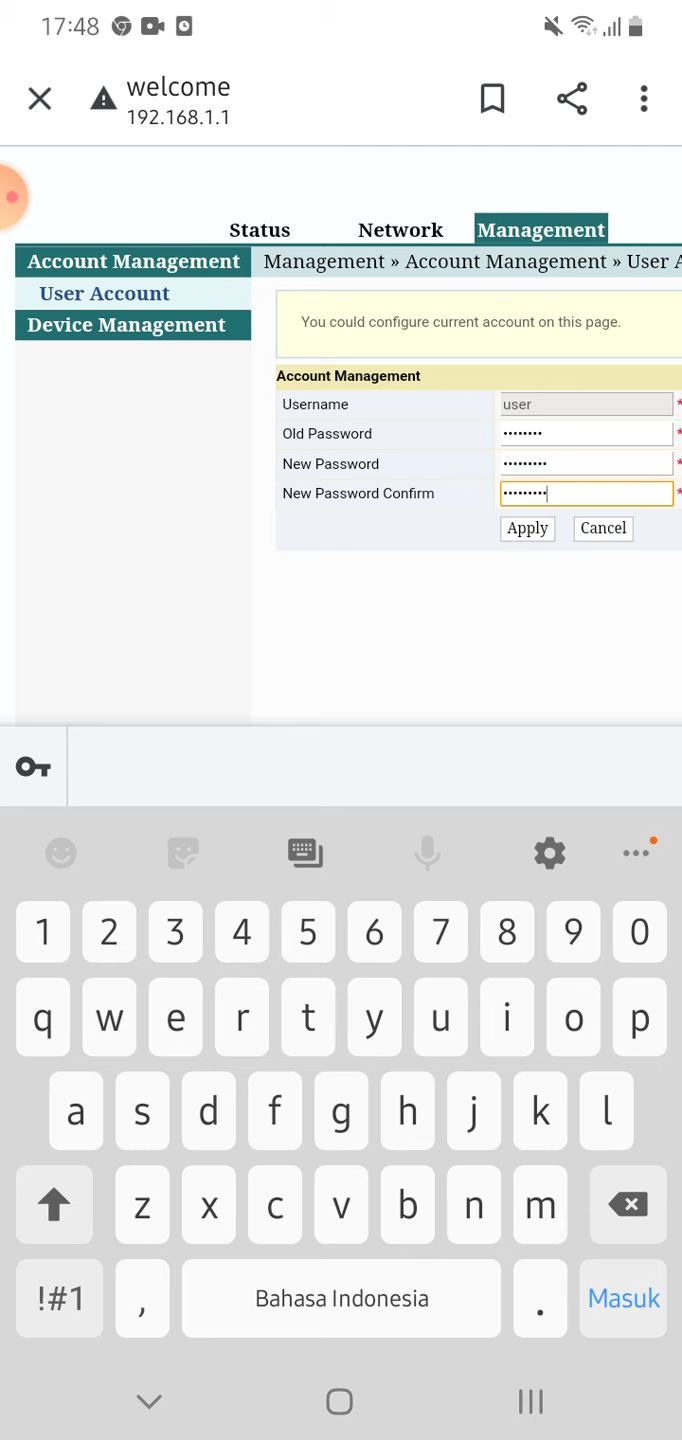 17:48
welcome
192.168.1.1
Status Network Management
Account Management Management » Account Management » User A
User Account
Device Management
You could configure current account on this page.
Account Management
Username user *
Old Password •••••••• *
New Password ••••••••• *
New Password Confirm ••••••••• *
Apply Cancel
1 2 3 4 5 6 7 8 9 0
q w e r t y u i o p
a s d f g h j k l
z x c v b n m
!#1 , Bahasa Indonesia . Masuk